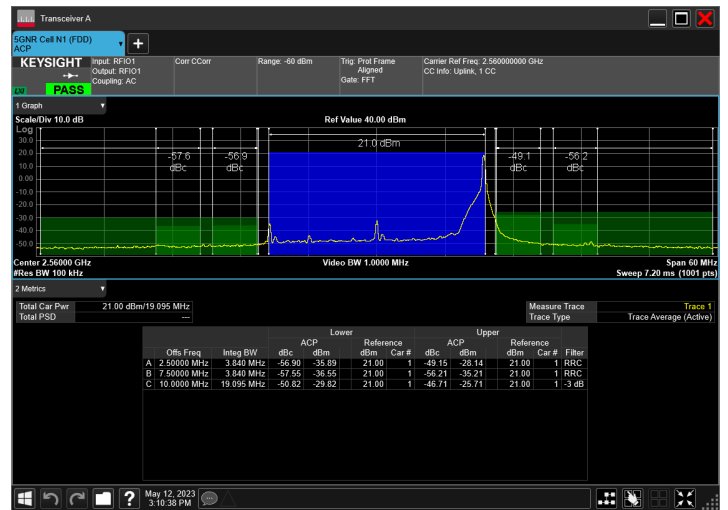 Transceiver A
5GNR Cell N1 (FDD)
ACP
KEYSIGHT
LXI
PASS
Input: RFIO1
Output: RFIO1
Coupling: AC
Corr CCorr
Range: -60 dBm
Trig: Prot Frame
Aligned
Gate: FFT
Carrier Ref Freq: 2.560000000 GHz
CC Info: Uplink, 1 CC
1 Graph
Scale/Div 10.0 dB
Ref Value 40.00 dBm
Log
30.0
20.0
10.0
0.0
-10.0
-20.0
-30.0
-40.0
-50.0
-57.6
dBc
-56.9
dBc
21.0 dBm
-49.1
dBc
-56.2
dBc
Center 2.56000 GHz
Video BW 1.0000 MHz
Span 60 MHz
#Res BW 100 kHz
Sweep 7.20 ms (1001 pts)
2 Metrics
Total Car Pwr 21.00 dBm/19.095 MHz
Total PSD ---
Measure Trace Trace 1
Trace Type Trace Average (Active)
Lower Upper
ACP Reference ACP Reference
Offs Freq Integ BW dBc dBm dBm Car # dBc dBm dBm Car # Filter
A 2.50000 MHz 3.840 MHz -56.90 -35.89 21.00 1 -49.15 -28.14 21.00 1 RRC
B 7.50000 MHz 3.840 MHz -57.55 -36.55 21.00 1 -56.21 -35.21 21.00 1 RRC
C 10.0000 MHz 19.095 MHz -50.82 -29.82 21.00 1 -46.71 -25.71 21.00 1 -3 dB
May 12, 2023
3:10:38 PM